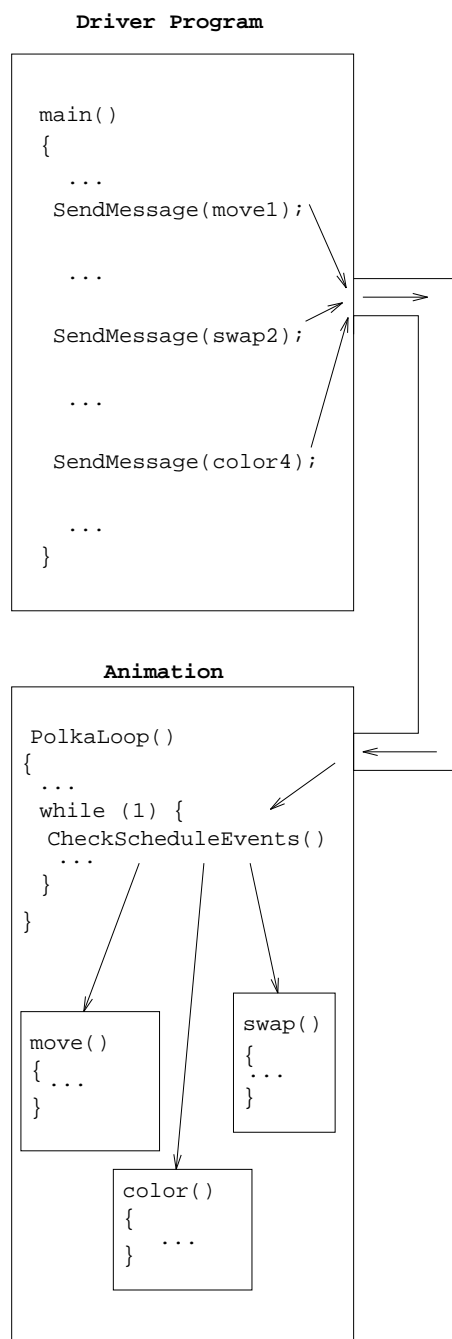 Driver Program
main()
{
...
SendMessage(move1);
...
SendMessage(swap2);
...
SendMessage(color4);
...
}
Animation
PolkaLoop()
{
...
while (1) {
CheckScheduleEvents()
...
}
}
move()
{
...
}
swap()
{
...
}
color()
{
...
}